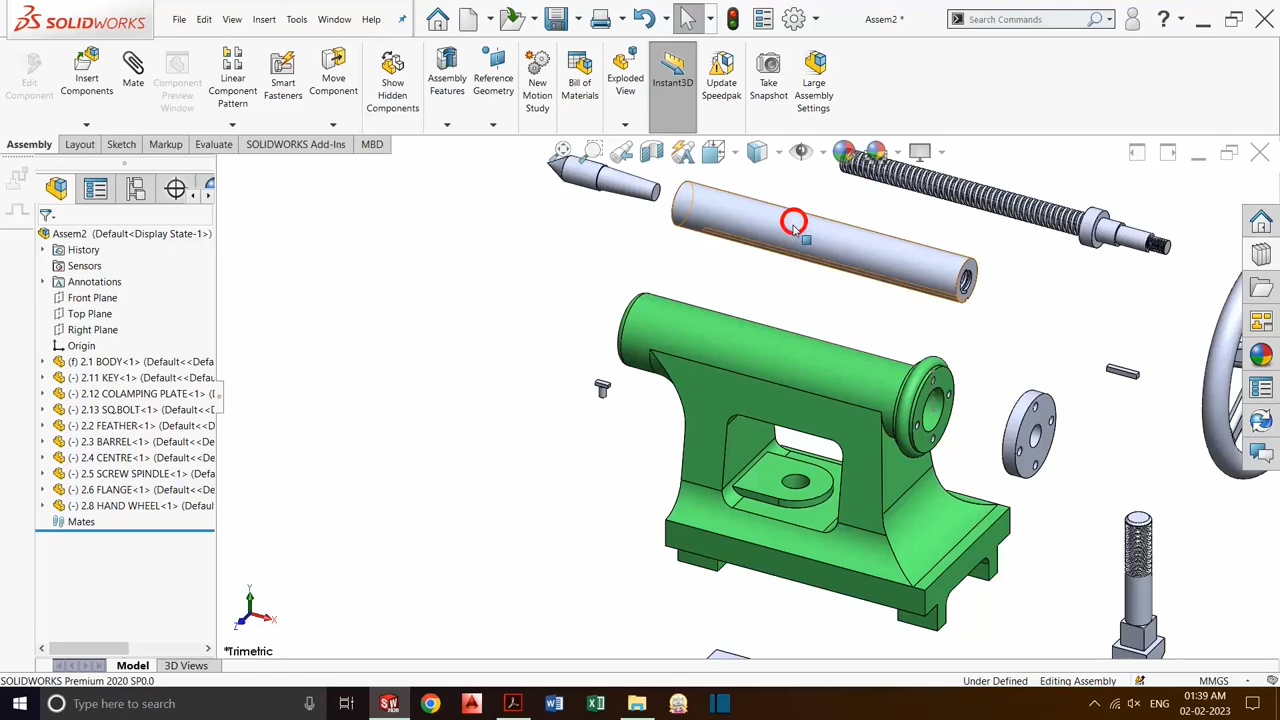 SOLIDWORKS
File Edit View Insert Tools Window Help
Assem2 *
Search Commands
Edit Component
Insert Components
Mate
Component Preview Window
Linear Component Pattern
Smart Fasteners
Move Component
Show Hidden Components
Assembly Features
Reference Geometry
New Motion Study
Bill of Materials
Exploded View
Instant3D
Update Speedpak
Take Snapshot
Large Assembly Settings
Assembly Layout Sketch Markup Evaluate SOLIDWORKS Add-Ins MBD
Assem2 (Default<Display State-1>)
History
Sensors
Annotations
Front Plane
Top Plane
Right Plane
Origin
(f) 2.1 BODY<1> (Default<<Defa
(-) 2.11 KEY<1> (Default<<Defau
(-) 2.12 COLAMPING PLATE<1> (
(-) 2.13 SQ.BOLT<1> (Default<<
(-) 2.2 FEATHER<1> (Default<<D
(-) 2.3 BARREL<1> (Default<<De
(-) 2.4 CENTRE<1> (Default<<De
(-) 2.5 SCREW SPINDLE<1> (Def
(-) 2.6 FLANGE<1> (Default<<De
(-) 2.8 HAND WHEEL<1> (Defaul
Mates
Y
X
Z
*Trimetric
Model 3D Views
SOLIDWORKS Premium 2020 SP0.0
Under Defined Editing Assembly MMGS
Type here to search
ENG
01:39 AM
02-02-2023